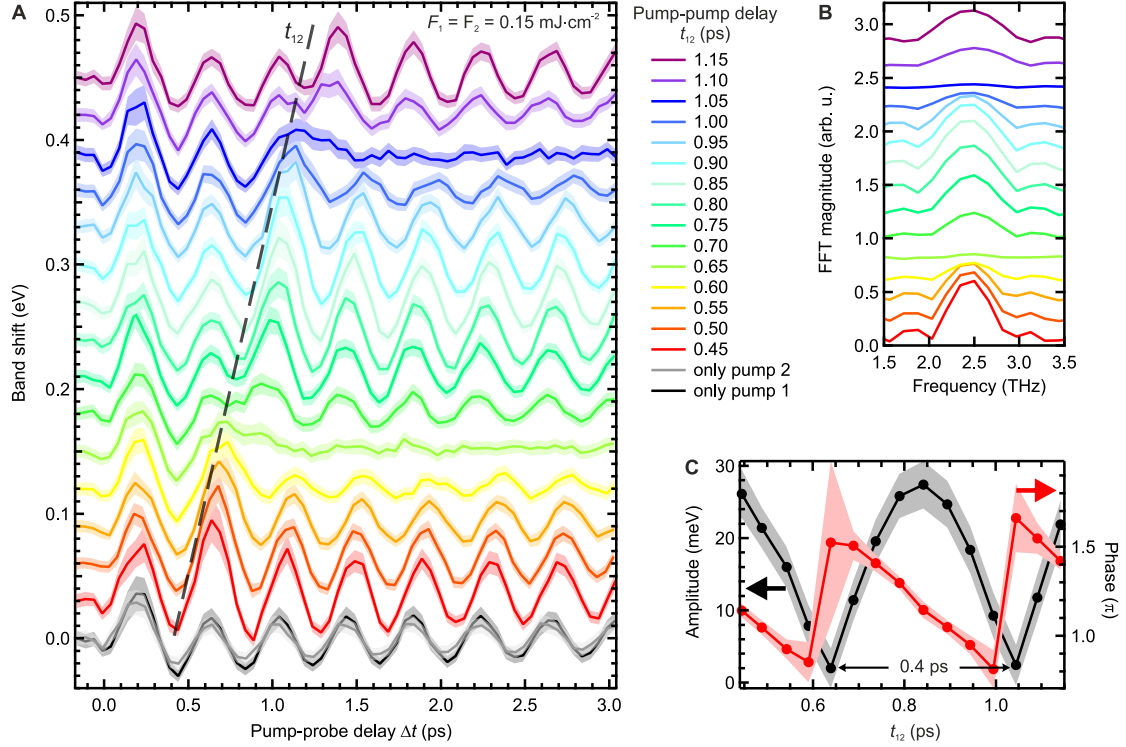 A
F₁ = F₂ = 0.15 mJ·cm⁻²
t₁₂
0.5
0.4
0.3
0.2
0.1
0.0
Band shift (eV)
0.0 0.5 1.0 1.5 2.0 2.5 3.0
Pump-probe delay Δt (ps)
Pump-pump delay
t₁₂ (ps)
1.15
1.10
1.05
1.00
0.95
0.90
0.85
0.80
0.75
0.70
0.65
0.60
0.55
0.50
0.45
only pump 2
only pump 1
B
3.0
2.5
2.0
1.5
1.0
0.5
0.0
FFT magnitude (arb. u.)
1.5 2.0 2.5 3.0 3.5
Frequency (THz)
C
30
20
10
0
Amplitude (meV)
1.5
1.0
Phase (π)
0.4 ps
0.6 0.8 1.0
t₁₂ (ps)